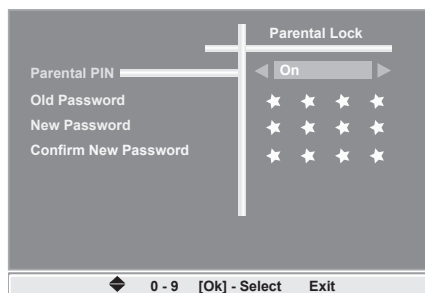 Parental Lock
Parental PIN On
Old Password
New Password
Confirm New Password
0 - 9 [Ok] - Select Exit